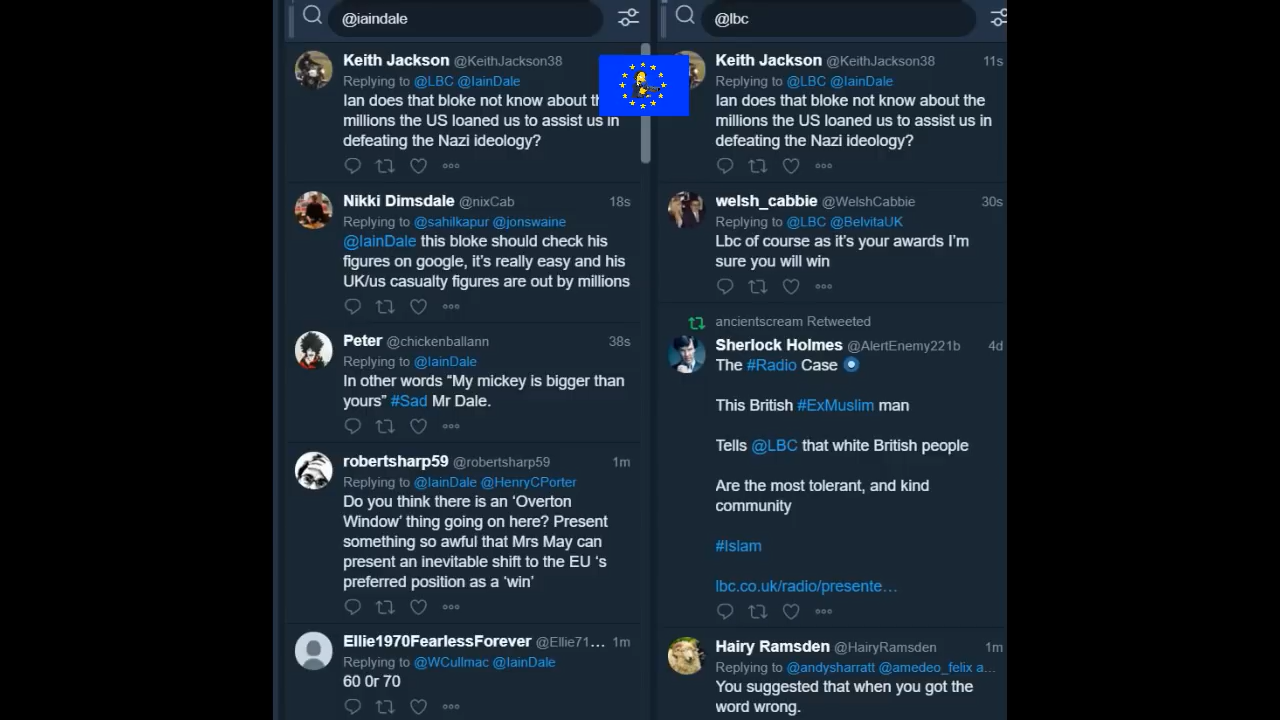 @iaindale
Keith Jackson @KeithJackson38
Replying to @LBC @IainDale
Ian does that bloke not know about th
millions the US loaned us to assist us in
defeating the Nazi ideology?
Nikki Dimsdale @nixCab 18s
Replying to @sahilkapur @jonswaine
@IainDale this bloke should check his
figures on google, it's really easy and his
UK/us casualty figures are out by millions
Peter @chickenballann 38s
Replying to @IainDale
In other words “My mickey is bigger than
yours” #Sad Mr Dale.
robertsharp59 @robertsharp59 1m
Replying to @IainDale @HenryCPorter
Do you think there is an ‘Overton
Window’ thing going on here? Present
something so awful that Mrs May can
present an inevitable shift to the EU ‘s
preferred position as a ‘win’
Ellie1970FearlessForever @Ellie71... 1m
Replying to @WCullmac @IainDale
60 0r 70
@lbc
Keith Jackson @KeithJackson38 11s
Replying to @LBC @IainDale
Ian does that bloke not know about the
millions the US loaned us to assist us in
defeating the Nazi ideology?
welsh_cabbie @WelshCabbie 30s
Replying to @LBC @BelvitaUK
Lbc of course as it’s your awards I’m
sure you will win
ancientscream Retweeted
Sherlock Holmes @AlertEnemy221b 4d
The #Radio Case
This British #ExMuslim man
Tells @LBC that white British people
Are the most tolerant, and kind
community
#Islam
lbc.co.uk/radio/presente…
Hairy Ramsden @HairyRamsden 1m
Replying to @andysharratt @amedeo_felix a...
You suggested that when you got the
word wrong.